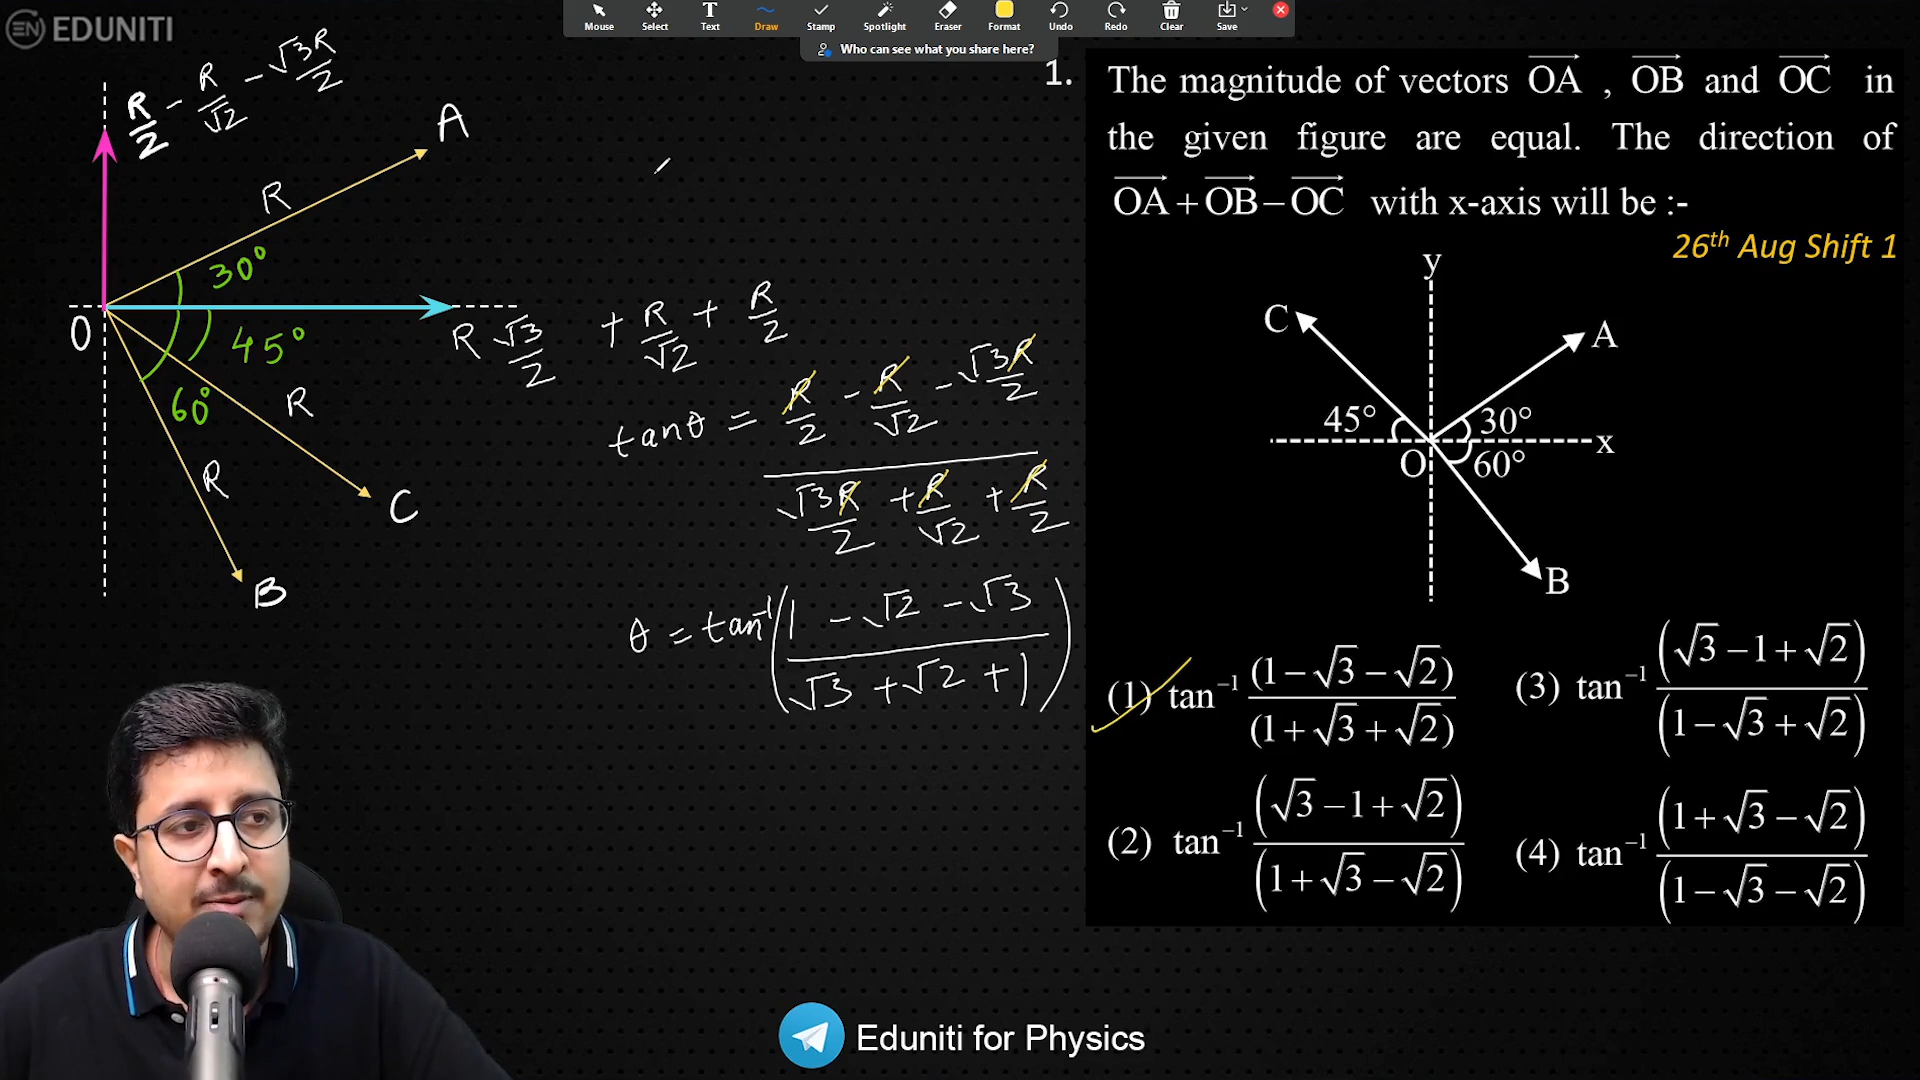 EDUNITI
Mouse Select Text Draw Stamp Spotlight Eraser Format Undo Redo Clear Save
Who can see what you share here?
R/2 - R/√2 - √3R/2
A
R
30°
O
45°
R √3/2 + R/√2 + R/2
60°
R
R
C
B
tanθ = (R/2 - R/√2 - √3R/2) / (√3R/2 + R/√2 + R/2)
θ = tan⁻¹((1 - √2 - √3) / (√3 + √2 + 1))
1. The magnitude of vectors OA⃗ , OB⃗ and OC⃗ in
the given figure are equal. The direction of
OA⃗ + OB⃗ − OC⃗ with x-axis will be :-
26th Aug Shift 1
y
C
A
45°
30°
x
O
60°
B
(1) tan⁻¹ (1−√3−√2)/(1+√3+√2)
(3) tan⁻¹ (√3−1+√2)/(1−√3+√2)
(2) tan⁻¹ (√3−1+√2)/(1+√3−√2)
(4) tan⁻¹ (1+√3−√2)/(1−√3−√2)
Eduniti for Physics